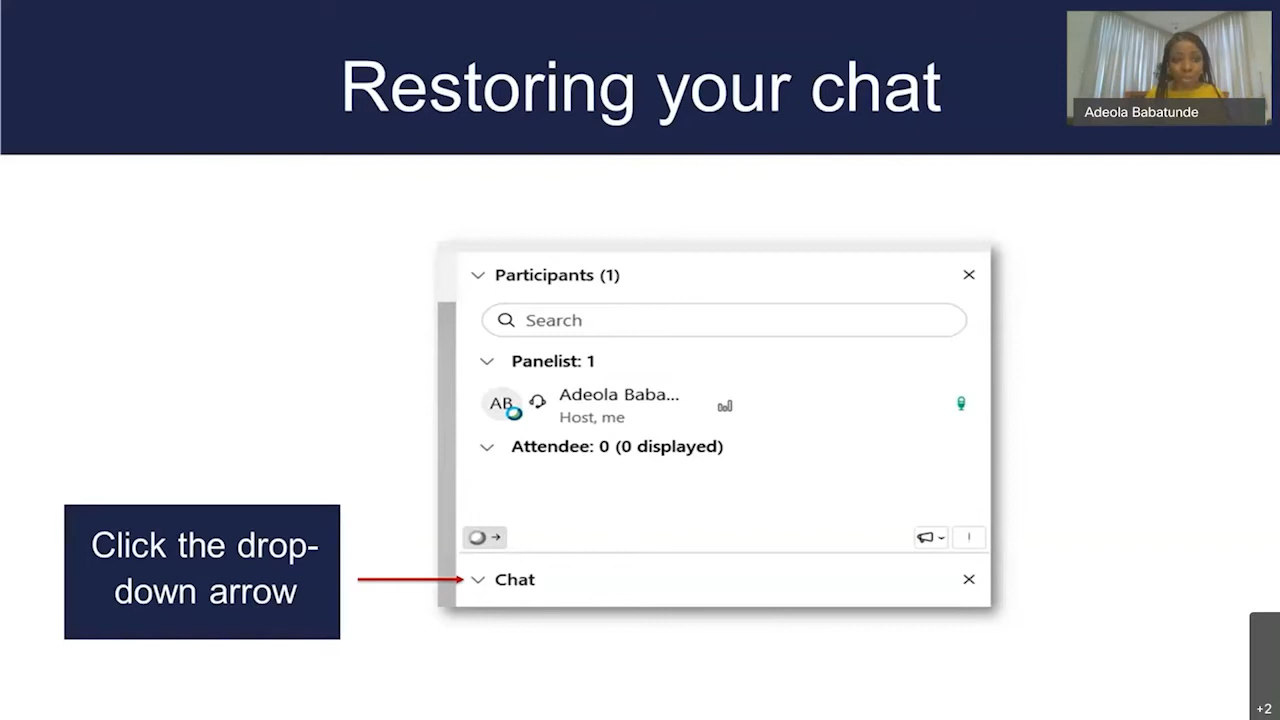 Restoring your chat
Adeola Babatunde
Participants (1)
Search
Panelist: 1
AB
Adeola Baba...
Host, me
Attendee: 0 (0 displayed)
Click the drop-
down arrow
Chat
+2